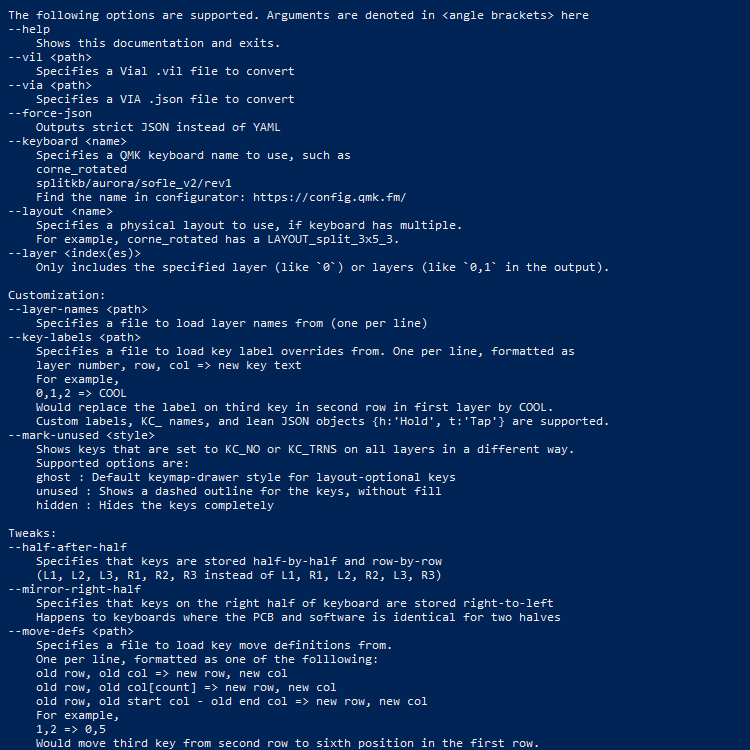 The following options are supported. Arguments are denoted in <angle brackets> here
--help
Shows this documentation and exits.
--vil <path>
Specifies a Vial .vil file to convert
--via <path>
Specifies a VIA .json file to convert
--force-json
Outputs strict JSON instead of YAML
--keyboard <name>
Specifies a QMK keyboard name to use, such as
corne_rotated
splitkb/aurora/sofle_v2/rev1
Find the name in configurator: https://config.qmk.fm/
--layout <name>
Specifies a physical layout to use, if keyboard has multiple.
For example, corne_rotated has a LAYOUT_split_3x5_3.
--layer <index(es)>
Only includes the specified layer (like `0`) or layers (like `0,1` in the output).
Customization:
--layer-names <path>
Specifies a file to load layer names from (one per line)
--key-labels <path>
Specifies a file to load key label overrides from. One per line, formatted as
layer number, row, col => new key text
For example,
0,1,2 => COOL
Would replace the label on third key in second row in first layer by COOL.
Custom labels, KC_ names, and lean JSON objects {h:'Hold', t:'Tap'} are supported.
--mark-unused <style>
Shows keys that are set to KC_NO or KC_TRNS on all layers in a different way.
Supported options are:
ghost : Default keymap-drawer style for layout-optional keys
unused : Shows a dashed outline for the keys, without fill
hidden : Hides the keys completely
Tweaks:
--half-after-half
Specifies that keys are stored half-by-half and row-by-row
(L1, L2, L3, R1, R2, R3 instead of L1, R1, L2, R2, L3, R3)
--mirror-right-half
Specifies that keys on the right half of keyboard are stored right-to-left
Happens to keyboards where the PCB and software is identical for two halves
--move-defs <path>
Specifies a file to load key move definitions from.
One per line, formatted as one of the folllowing:
old row, old col => new row, new col
old row, old col[count] => new row, new col
old row, old start col - old end col => new row, new col
For example,
1,2 => 0,5
Would move third key from second row to sixth position in the first row.